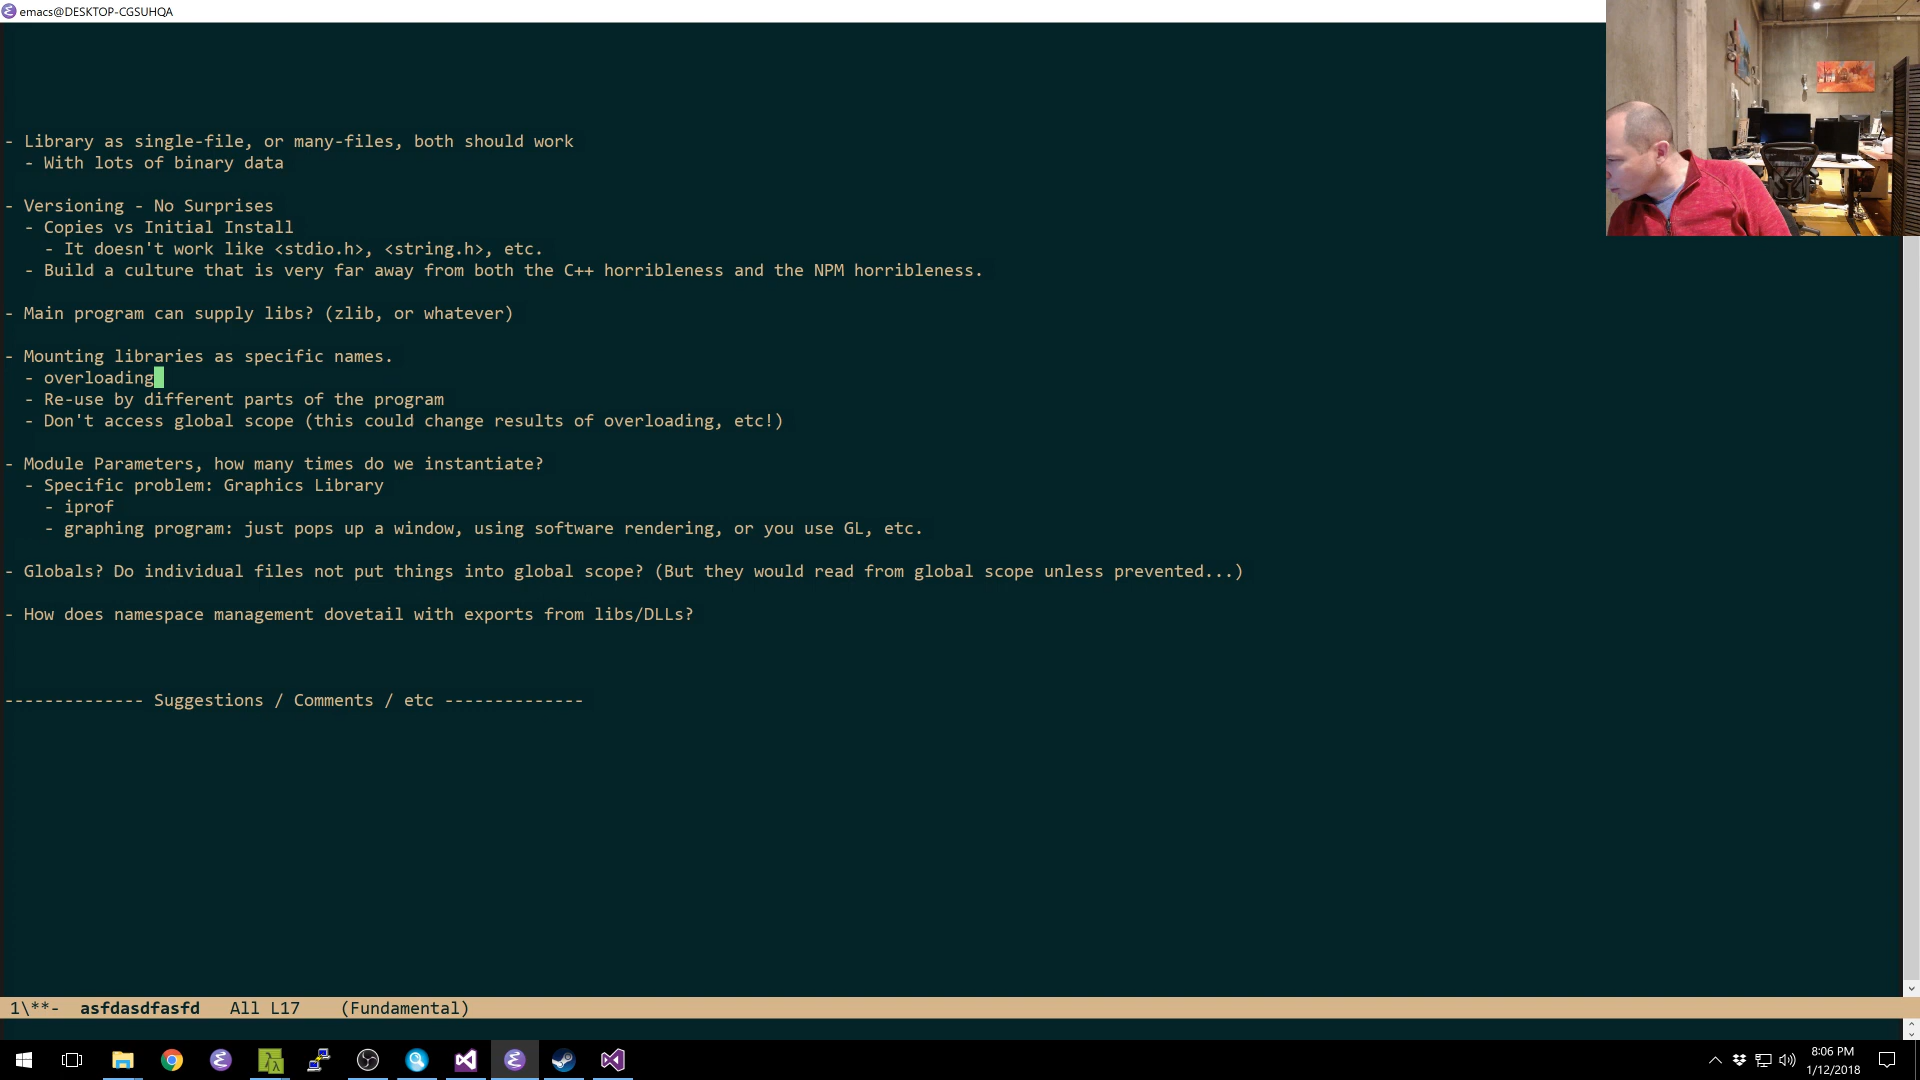 emacs@DESKTOP-CGSUHQA
- Library as single-file, or many-files, both should work
- With lots of binary data
- Versioning - No Surprises
- Copies vs Initial Install
- It doesn't work like <stdio.h>, <string.h>, etc.
- Build a culture that is very far away from both the C++ horribleness and the NPM horribleness.
- Main program can supply libs? (zlib, or whatever)
- Mounting libraries as specific names.
- overloading
- Re-use by different parts of the program
- Don't access global scope (this could change results of overloading, etc!)
- Module Parameters, how many times do we instantiate?
- Specific problem: Graphics Library
- iprof
- graphing program: just pops up a window, using software rendering, or you use GL, etc.
- Globals? Do individual files not put things into global scope? (But they would read from global scope unless prevented...)
- How does namespace management dovetail with exports from libs/DLLs?
-------------- Suggestions / Comments / etc --------------
1\**-  asfdasdfasfd   All L17    (Fundamental)
8:06 PM
1/12/2018